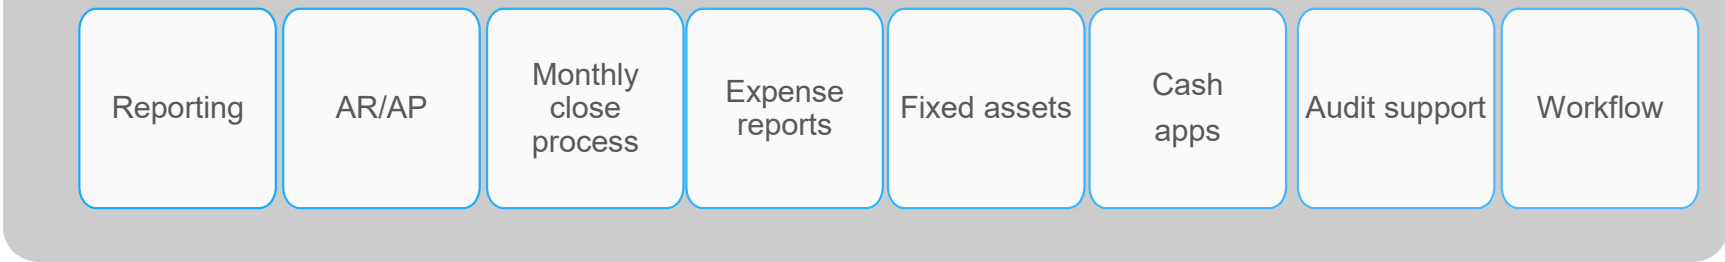 Reporting
AR/AP
Monthly
close
process
Expense
reports
Fixed assets
Cash
apps
Audit support
Workflow